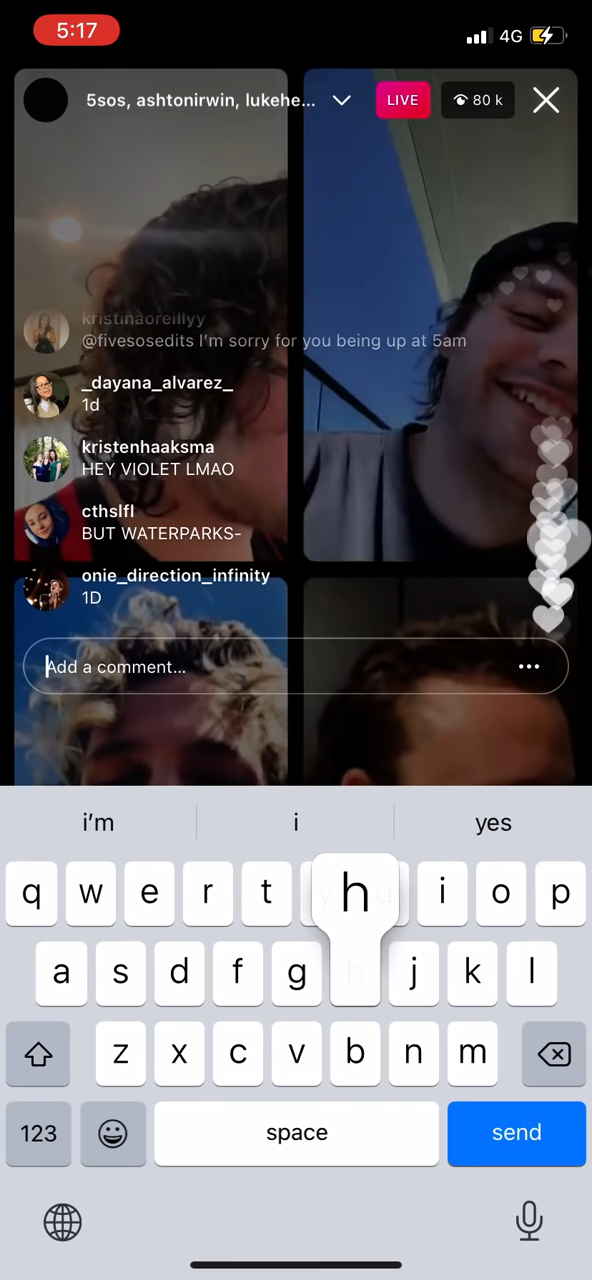 5:17
4G
5sos, ashtonirwin, lukehe...
LIVE
80 k
kristinaoreillyy
@fivesosedits I'm sorry for you being up at 5am
_dayana_alvarez_
1d
kristenhaaksma
HEY VIOLET LMAO
cthslfl
BUT WATERPARKS-
onie_direction_infinity
1D
Add a comment...
i'm i yes
q w e r t y h u i o p
a s d f g h j k l
z x c v b n m
123 space send